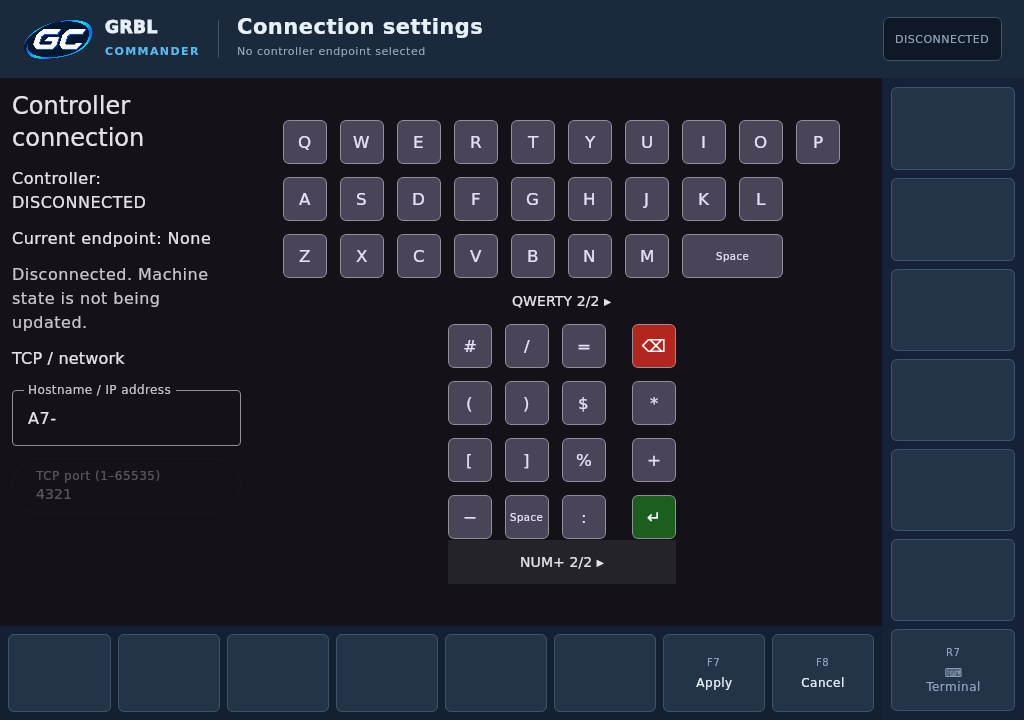 GC
GRBL
COMMANDER
Connection settings
No controller endpoint selected
DISCONNECTED
Controller
connection
Controller:
DISCONNECTED
Current endpoint: None
Disconnected. Machine
state is not being
updated.
TCP / network
Hostname / IP address
A7-
TCP port (1–65535)
4321
Q W E R T Y U I O P
A S D F G H J K L
Z X C V B N M Space
QWERTY 2/2 ▸
# / = ⌫
( ) $ *
[ ] % +
− Space : ↵
NUM+ 2/2 ▸
F7
Apply
F8
Cancel
R7
⌨
Terminal